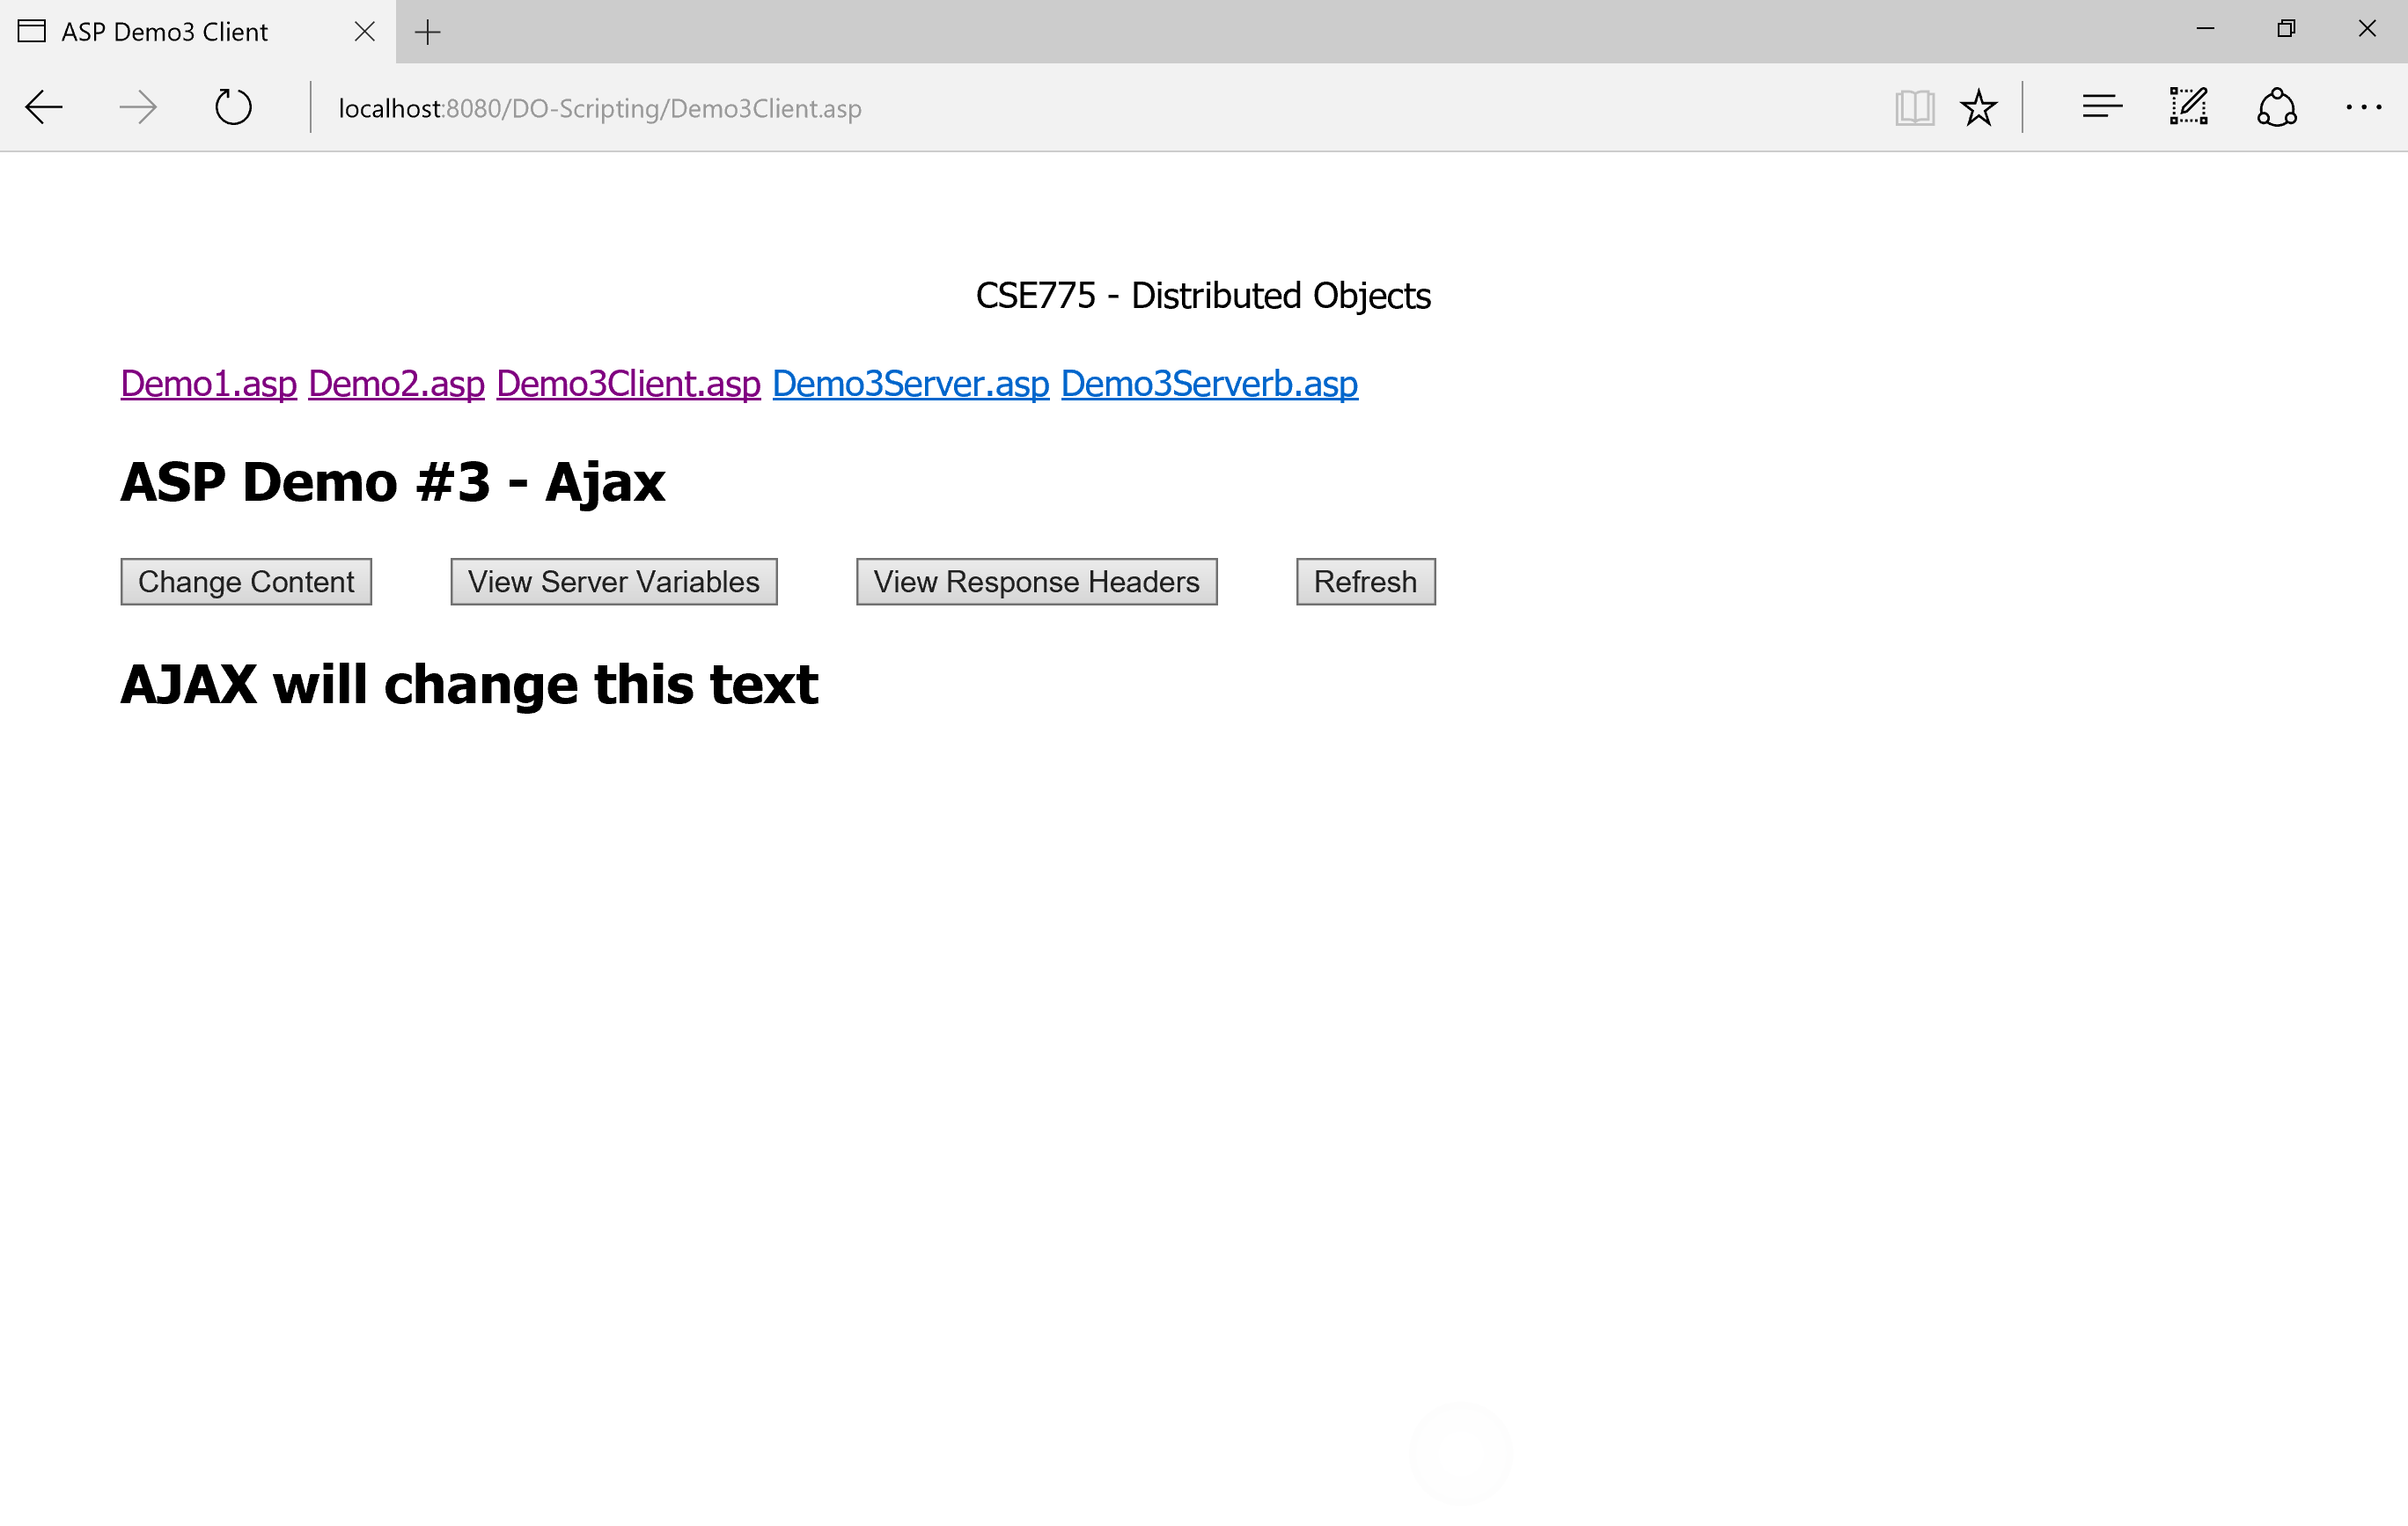 ASP Demo3 Client
localhost:8080/DO-Scripting/Demo3Client.asp
CSE775 - Distributed Objects
Demo1.asp Demo2.asp Demo3Client.asp Demo3Server.asp Demo3Serverb.asp
ASP Demo #3 - Ajax
Change Content View Server Variables View Response Headers Refresh
AJAX will change this text